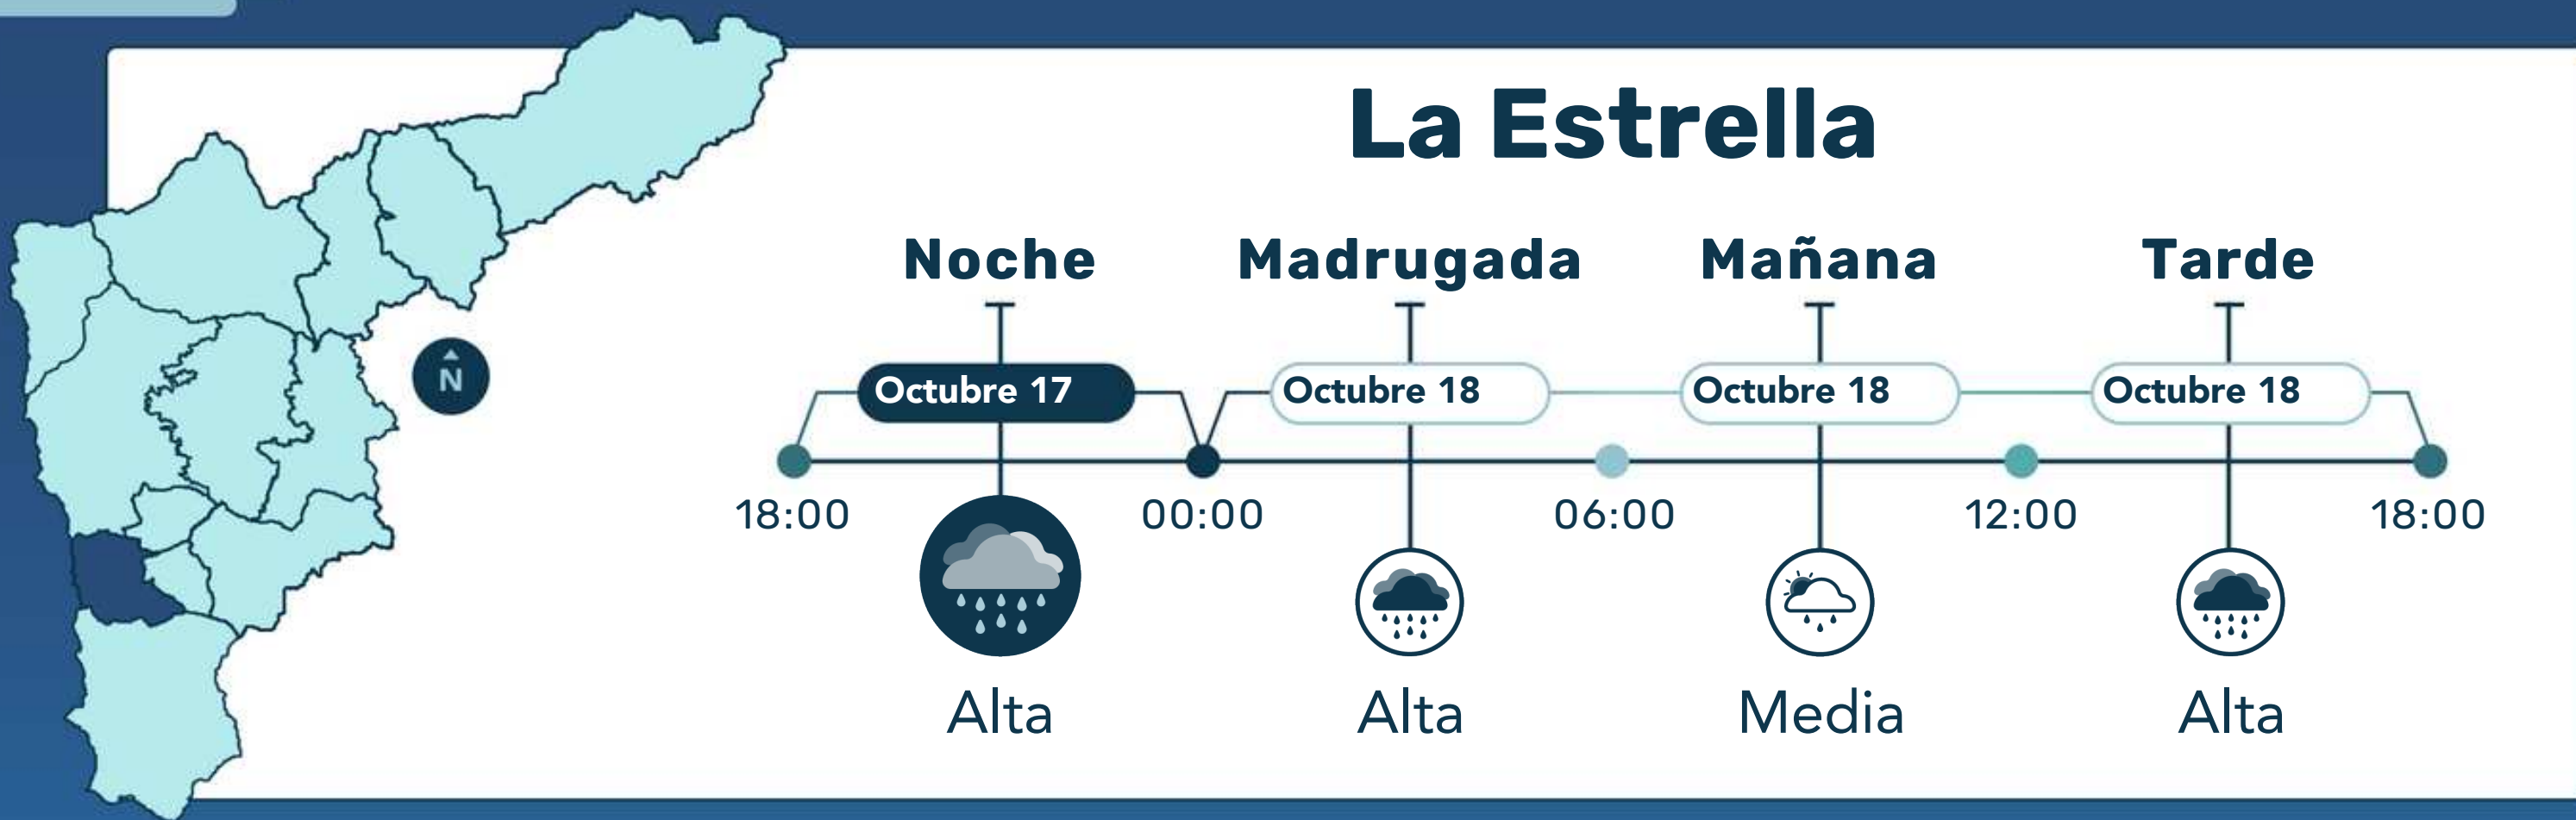 La Estrella
Noche Madrugada Mañana Tarde
N
Octubre 17 Octubre 18 Octubre 18 Octubre 18
18:00 00:00 06:00 12:00 18:00
Alta Alta Media Alta